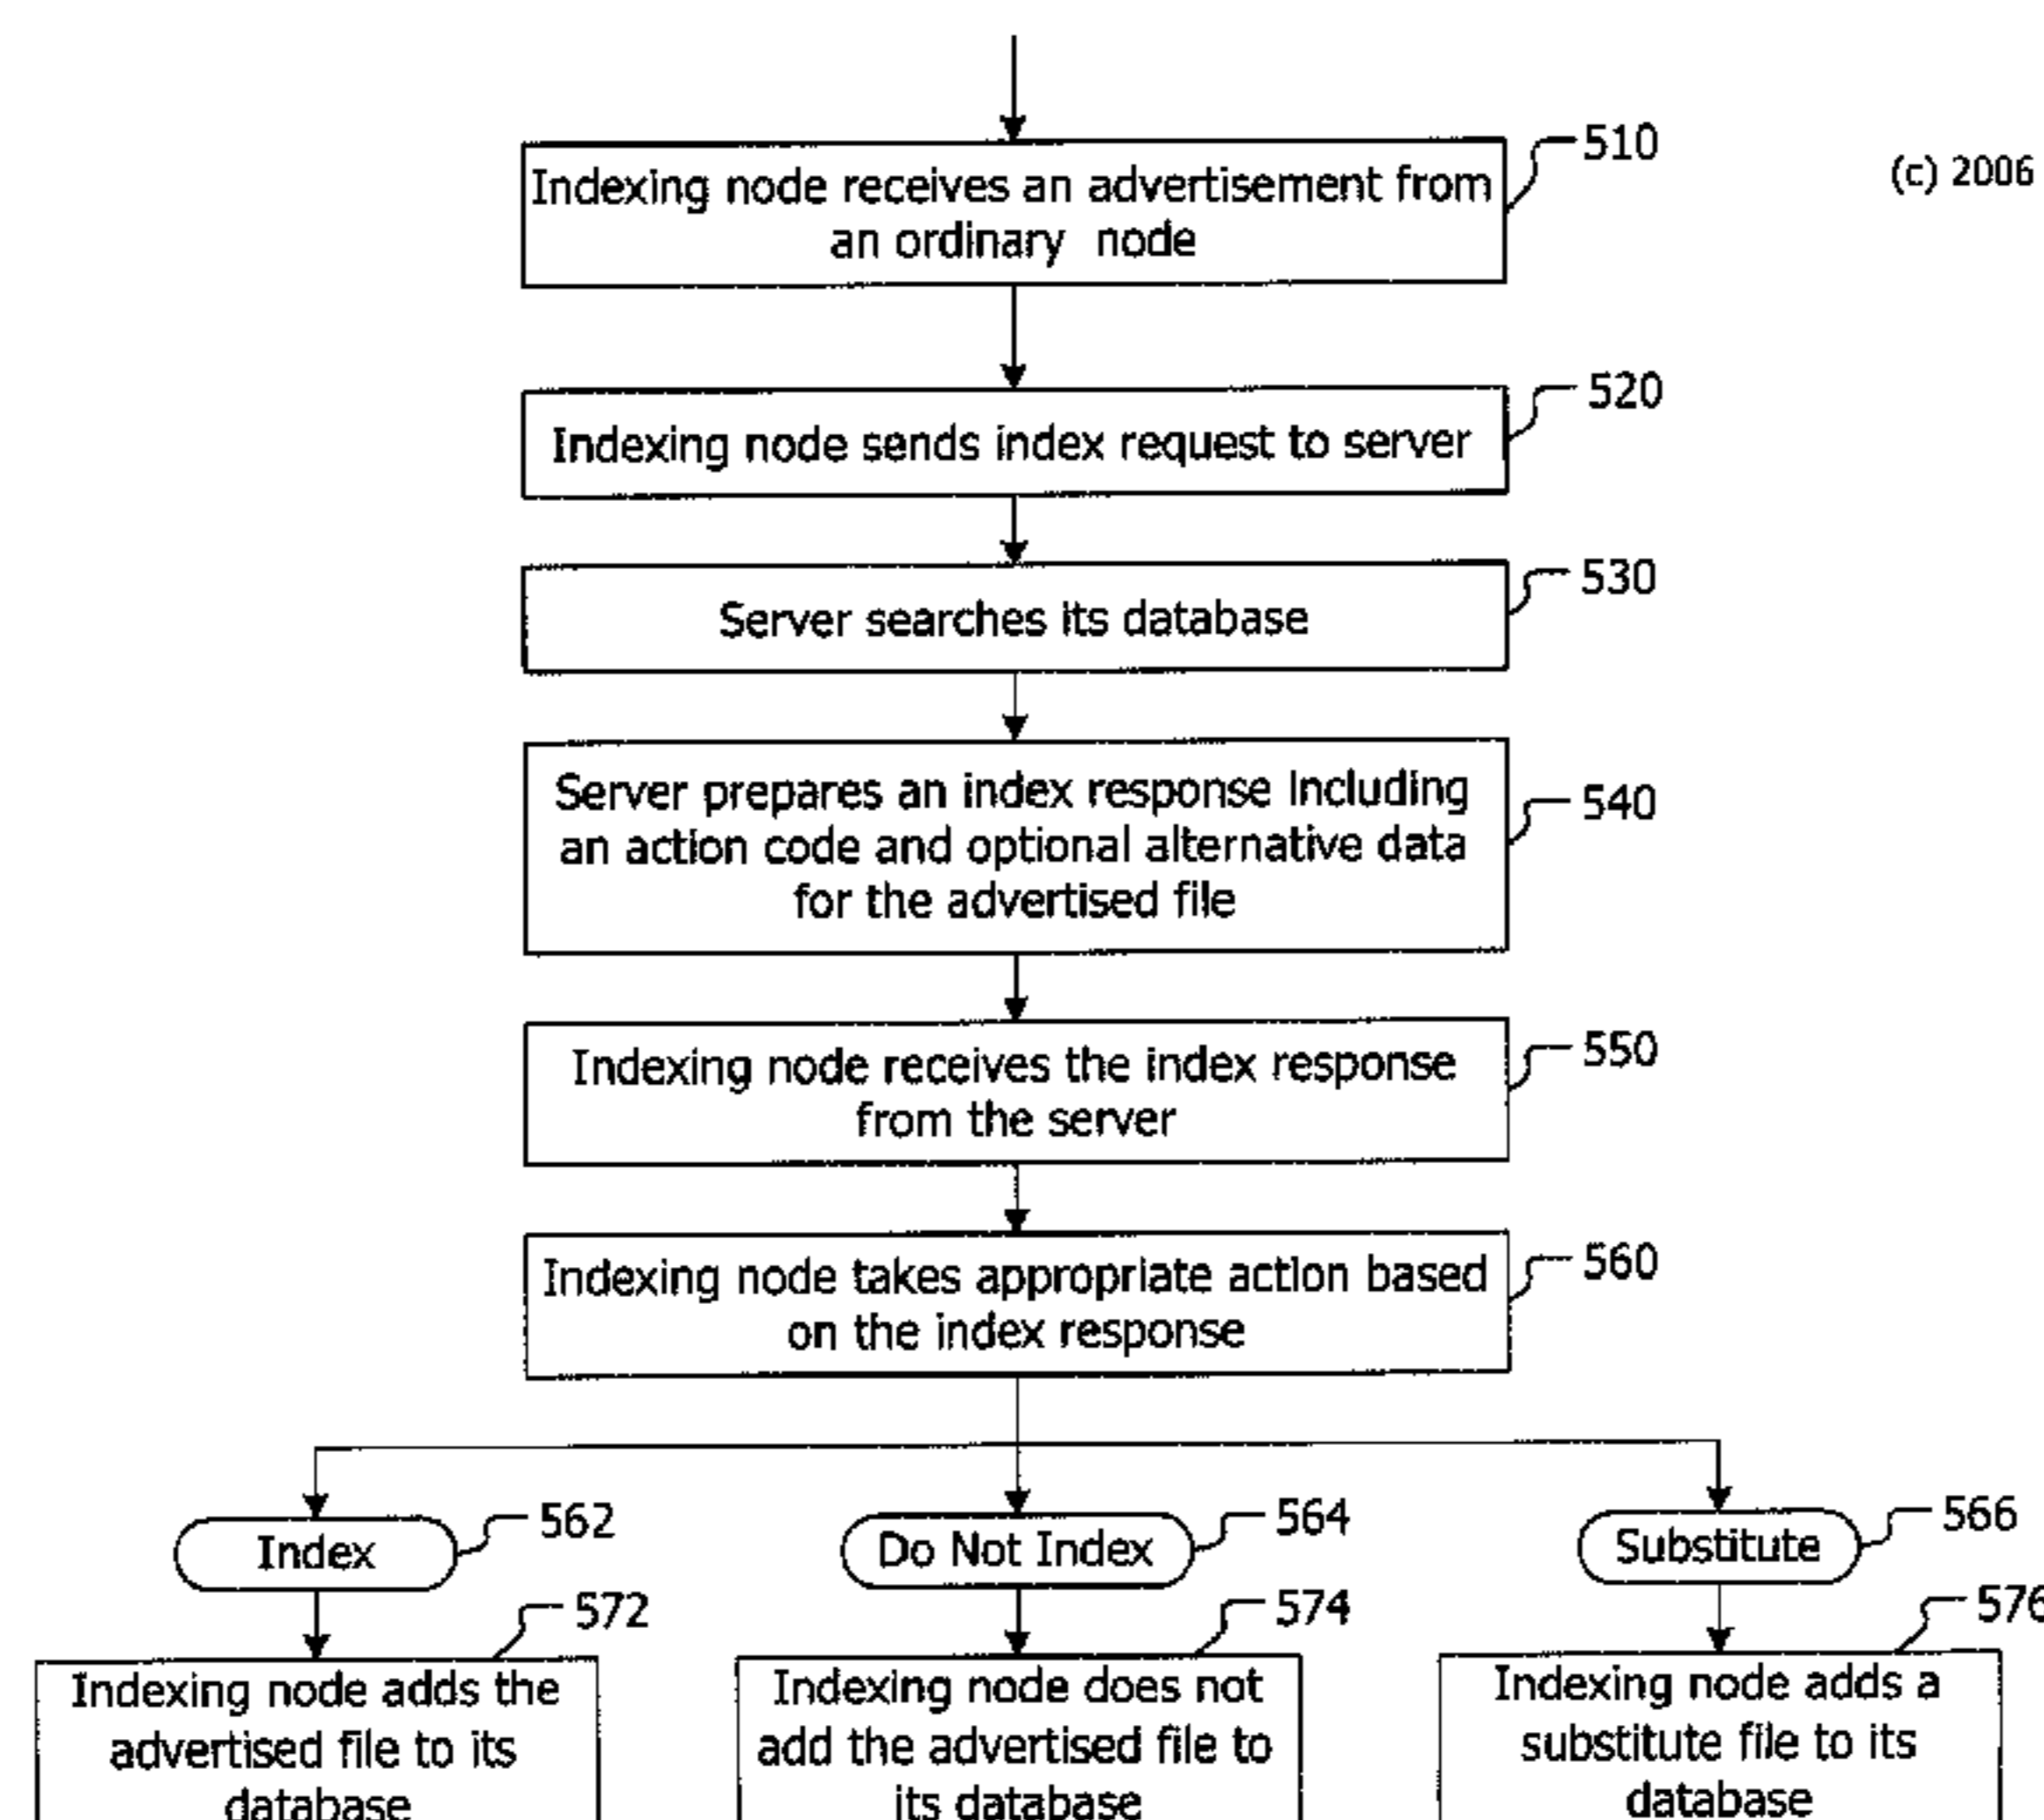 510
(c) 2006
Indexing node receives an advertisement from
an ordinary node
520
Indexing node sends index request to server
530
Server searches its database
Server prepares an index response including
an action code and optional alternative data
for the advertised file
540
Indexing node receives the index response
from the server
550
Indexing node takes appropriate action based
on the index response
560
Index
562
Do Not Index
564
Substitute
566
572
574
576
Indexing node adds the
advertised file to its
database
Indexing node does not
add the advertised file to
its database
Indexing node adds a
substitute file to its
database